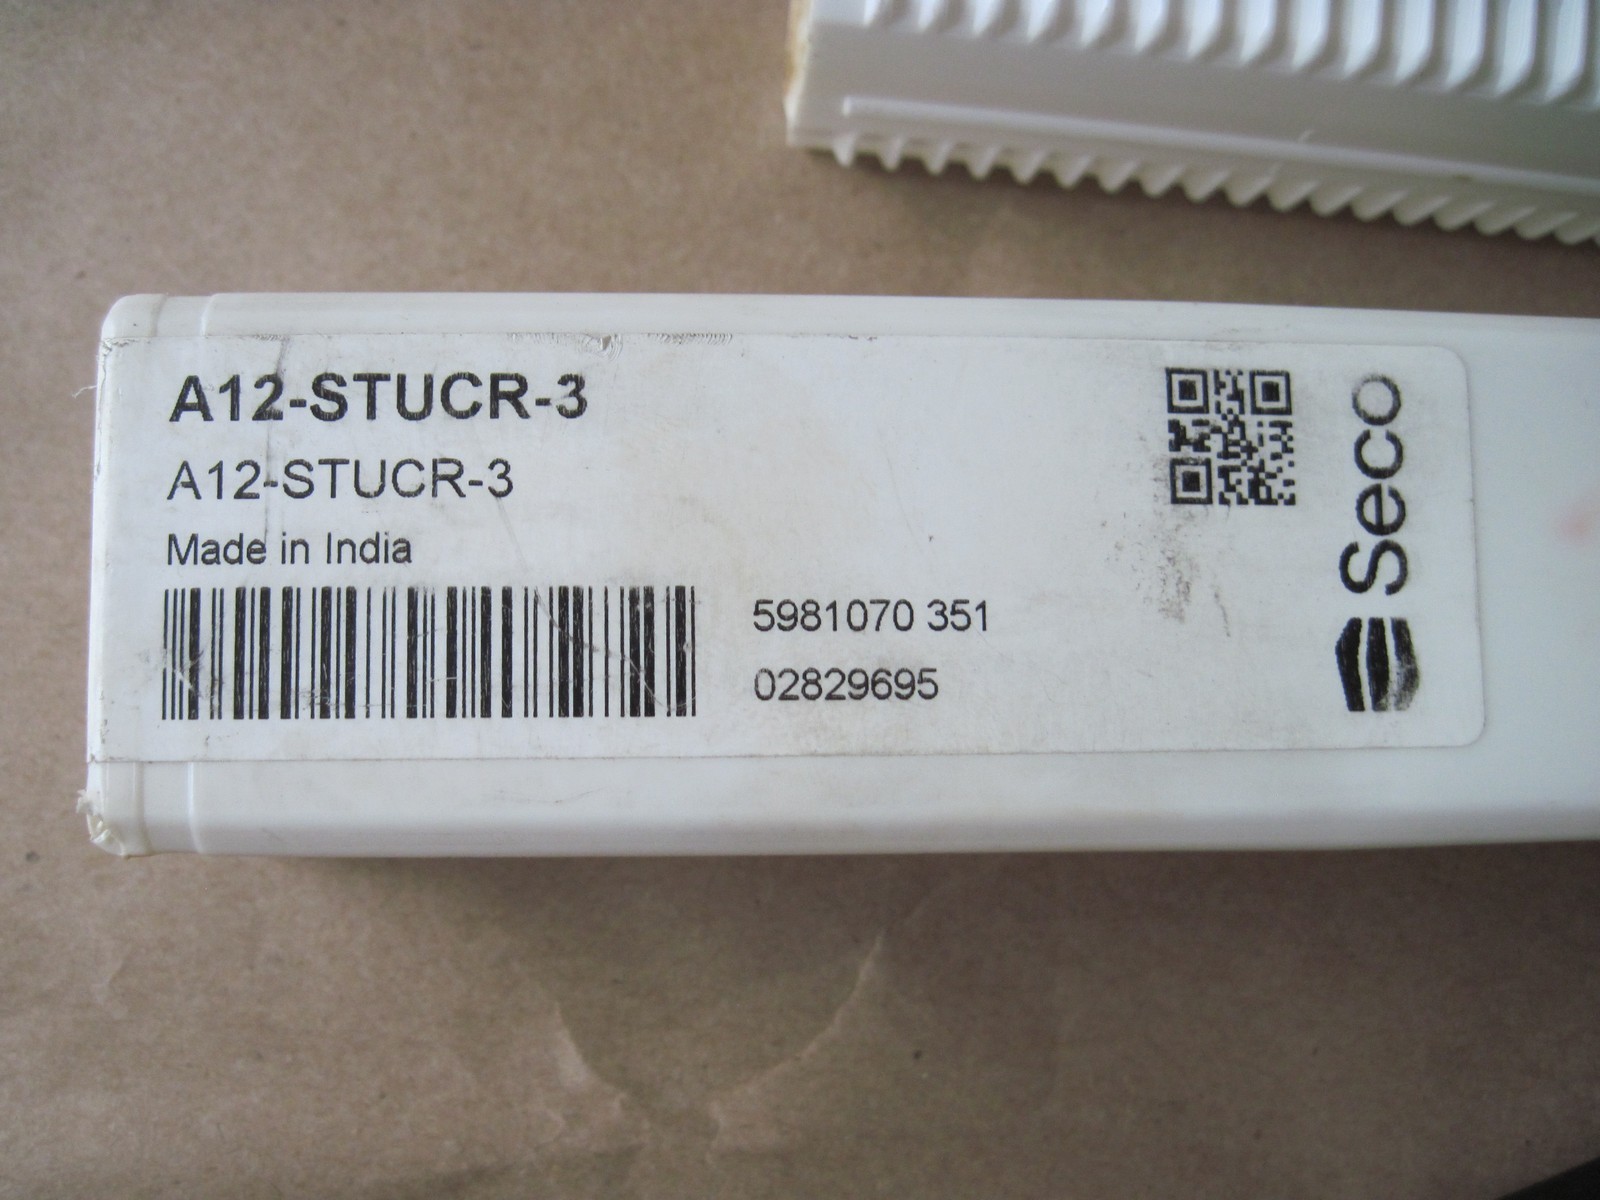 A12-STUCR-3
A12-STUCR-3
Made in India
5981070 351
02829695
Seco